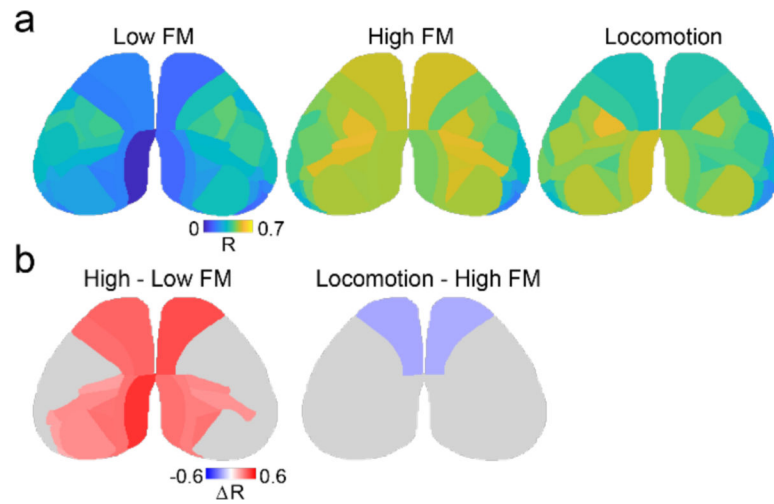 a
Low FM High FM Locomotion
0 0.7
R
b
High - Low FM Locomotion - High FM
-0.6 0.6
ΔR